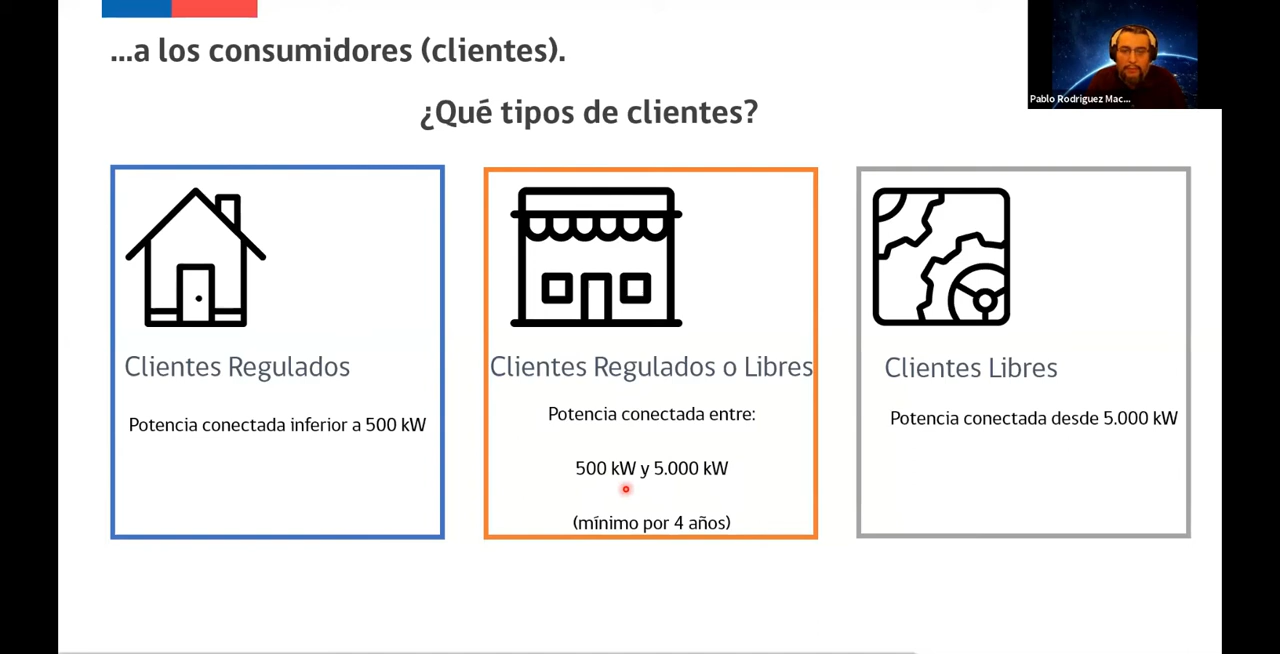 ...a los consumidores (clientes).
Pablo Rodriguez Mac...
¿Qué tipos de clientes?
Clientes Regulados
Potencia conectada inferior a 500 kW
Clientes Regulados o Libres
Potencia conectada entre:
500 kW y 5.000 kW
(mínimo por 4 años)
Clientes Libres
Potencia conectada desde 5.000 kW